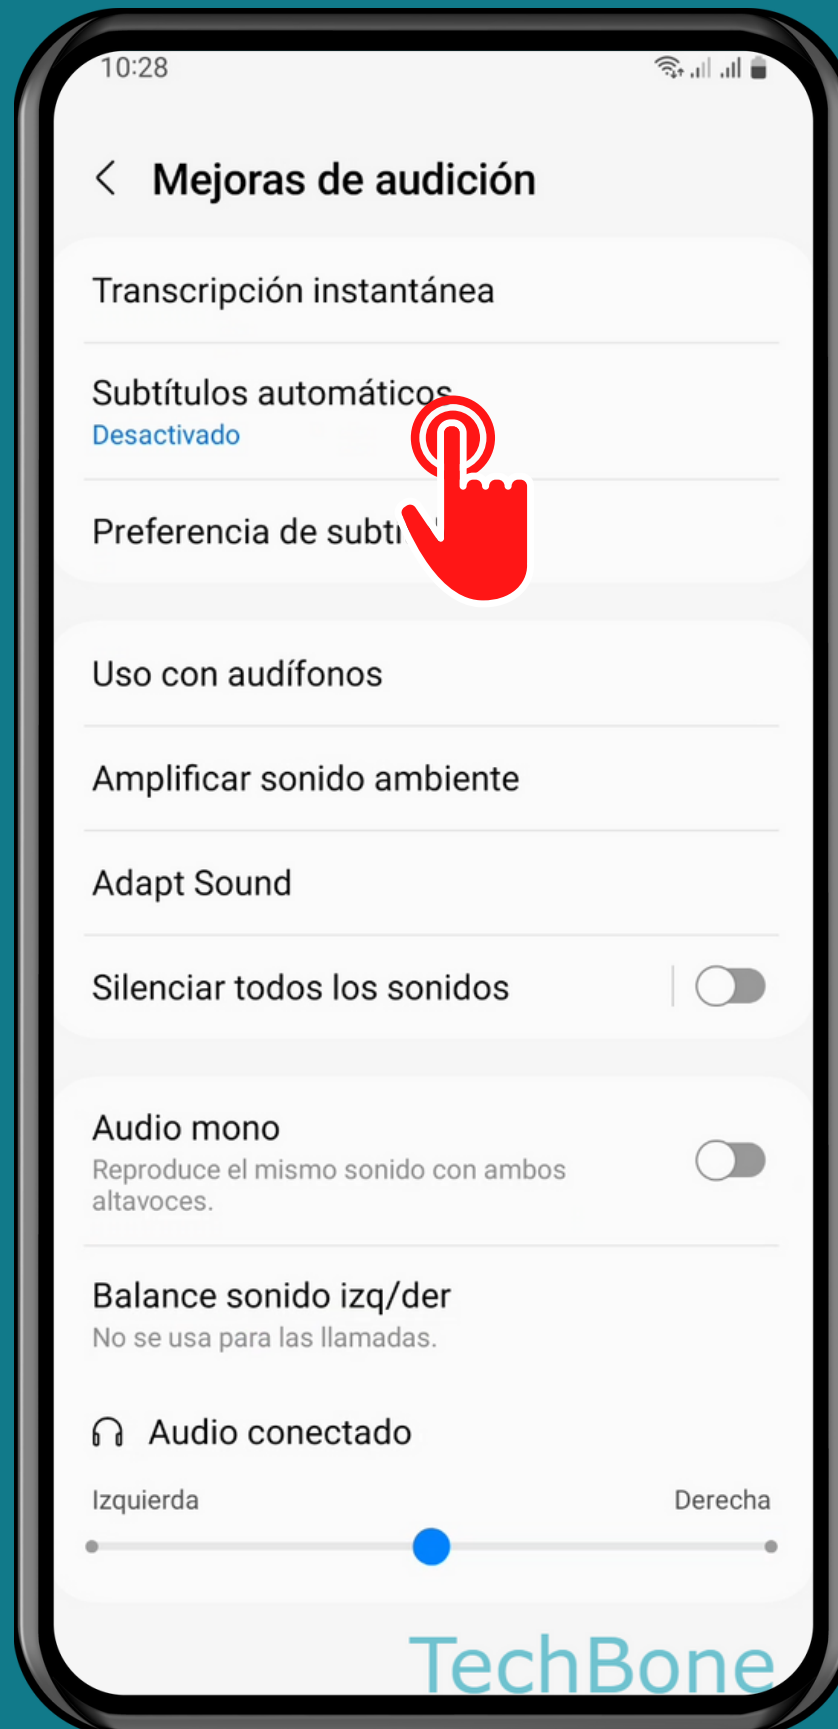 10:28
Mejoras de audición
Transcripción instantánea
Subtítulos automáticos
Desactivado
Preferencia de
Uso con audífonos
Amplificar sonido ambiente
Adapt Sound
Silenciar todos los sonidos
Audio mono
Reproduce el mismo sonido con ambos
altavoces.
Balance sonido izq/der
No se usa para las llamadas.
Audio conectado
Izquierda
Derecha
TechBone